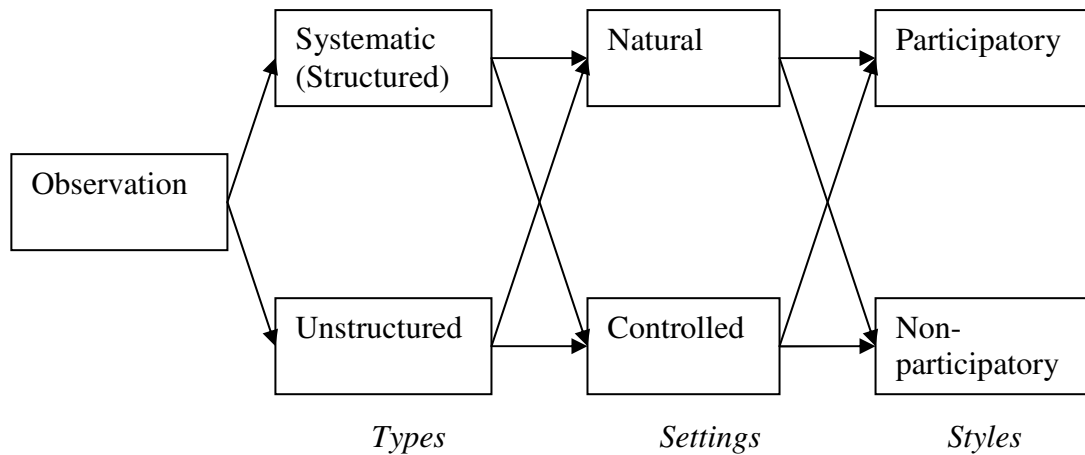 Systematic
(Structured)
Natural
Participatory
Observation
Unstructured
Controlled
Non-
participatory
Types
Settings
Styles